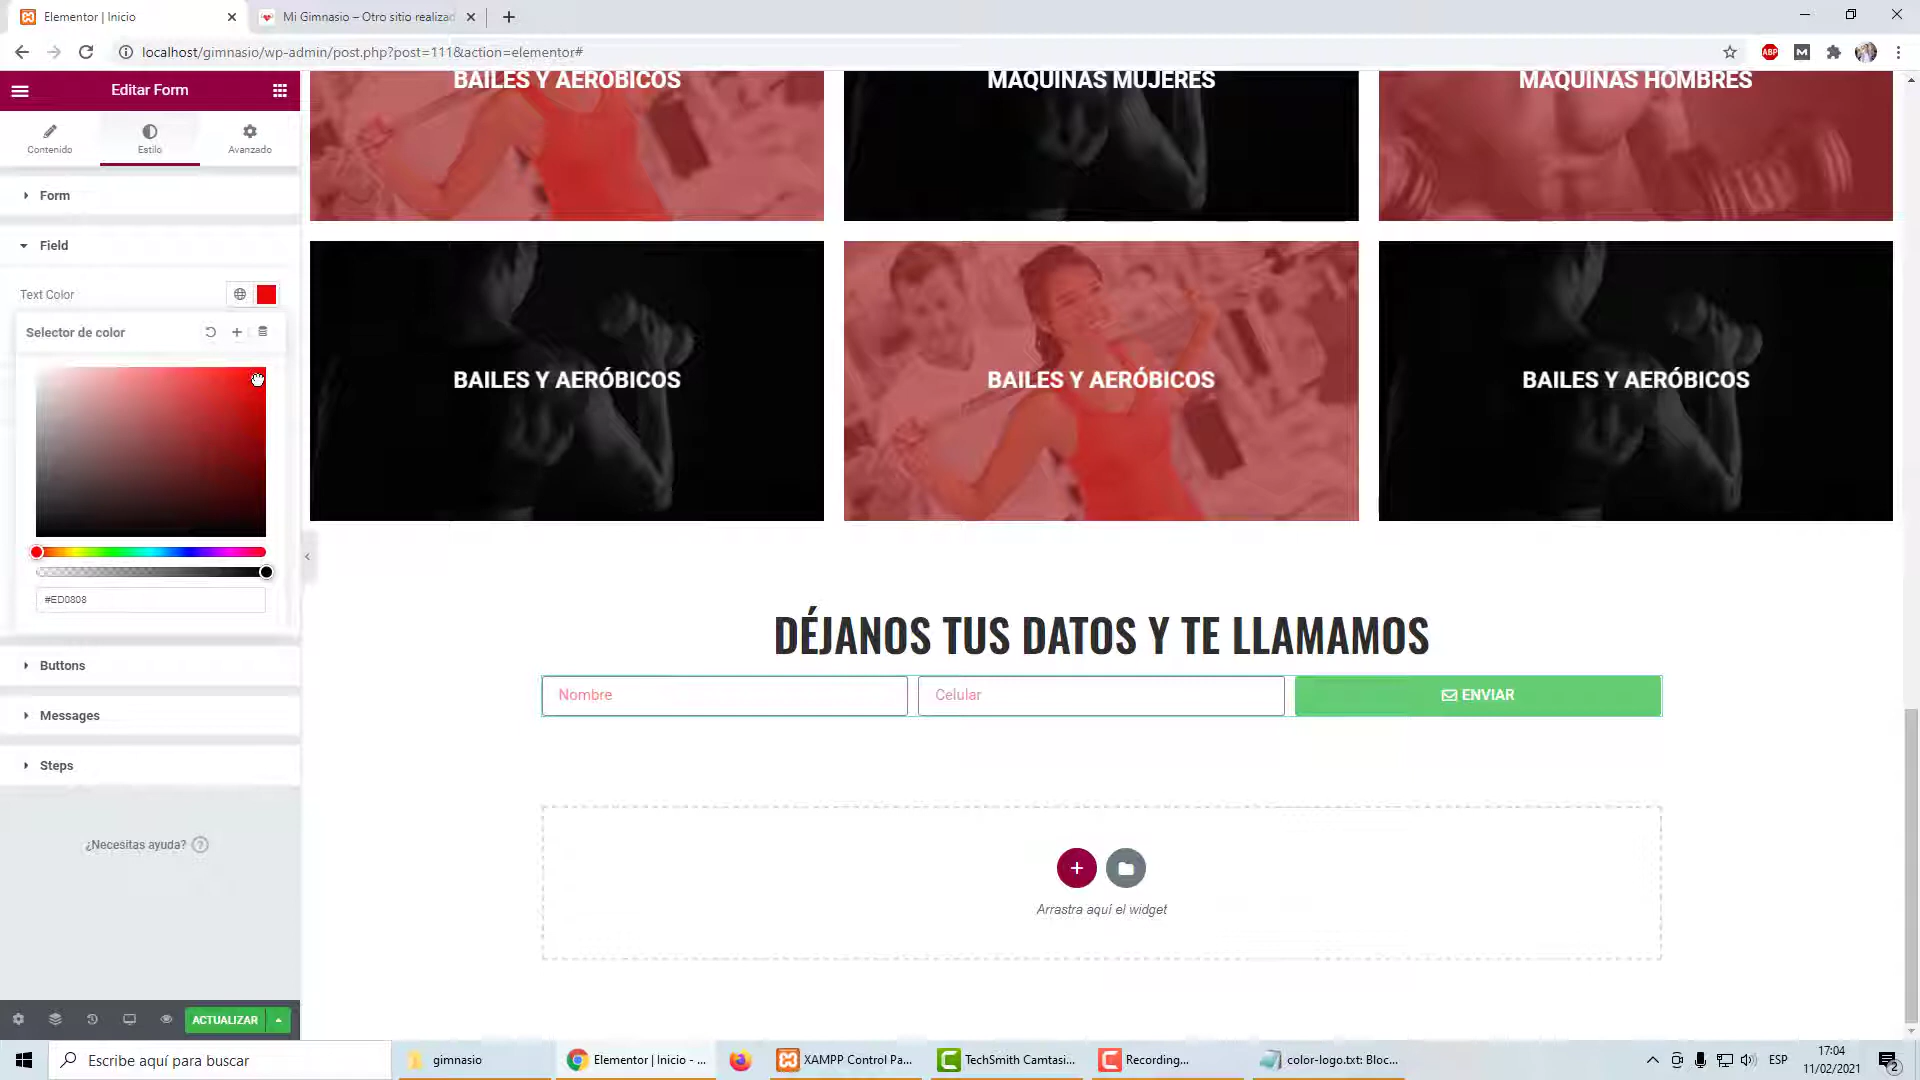 Elementor | Inicio
Mi Gimnasio – Otro sitio realizad
localhost/gimnasio/wp-admin/post.php?post=111&action=elementor#
ABP
Editar Form
Contenido
Estilo
Avanzado
Form
Field
Text Color
Selector de color
#ED0808
Buttons
Messages
Steps
¿Necesitas ayuda?
ACTUALIZAR
BAILES Y AERÓBICOS
MAQUINAS MUJERES
MAQUINAS HOMBRES
BAILES Y AERÓBICOS
BAILES Y AERÓBICOS
BAILES Y AERÓBICOS
DÉJANOS TUS DATOS Y TE LLAMAMOS
Nombre
Celular
ENVIAR
Arrastra aquí el widget
Escribe aquí para buscar
gimnasio
Elementor | Inicio - ...
XAMPP Control Pa...
TechSmith Camtasi...
Recording...
color-logo.txt: Bloc...
ESP
17:04
11/02/2021
2